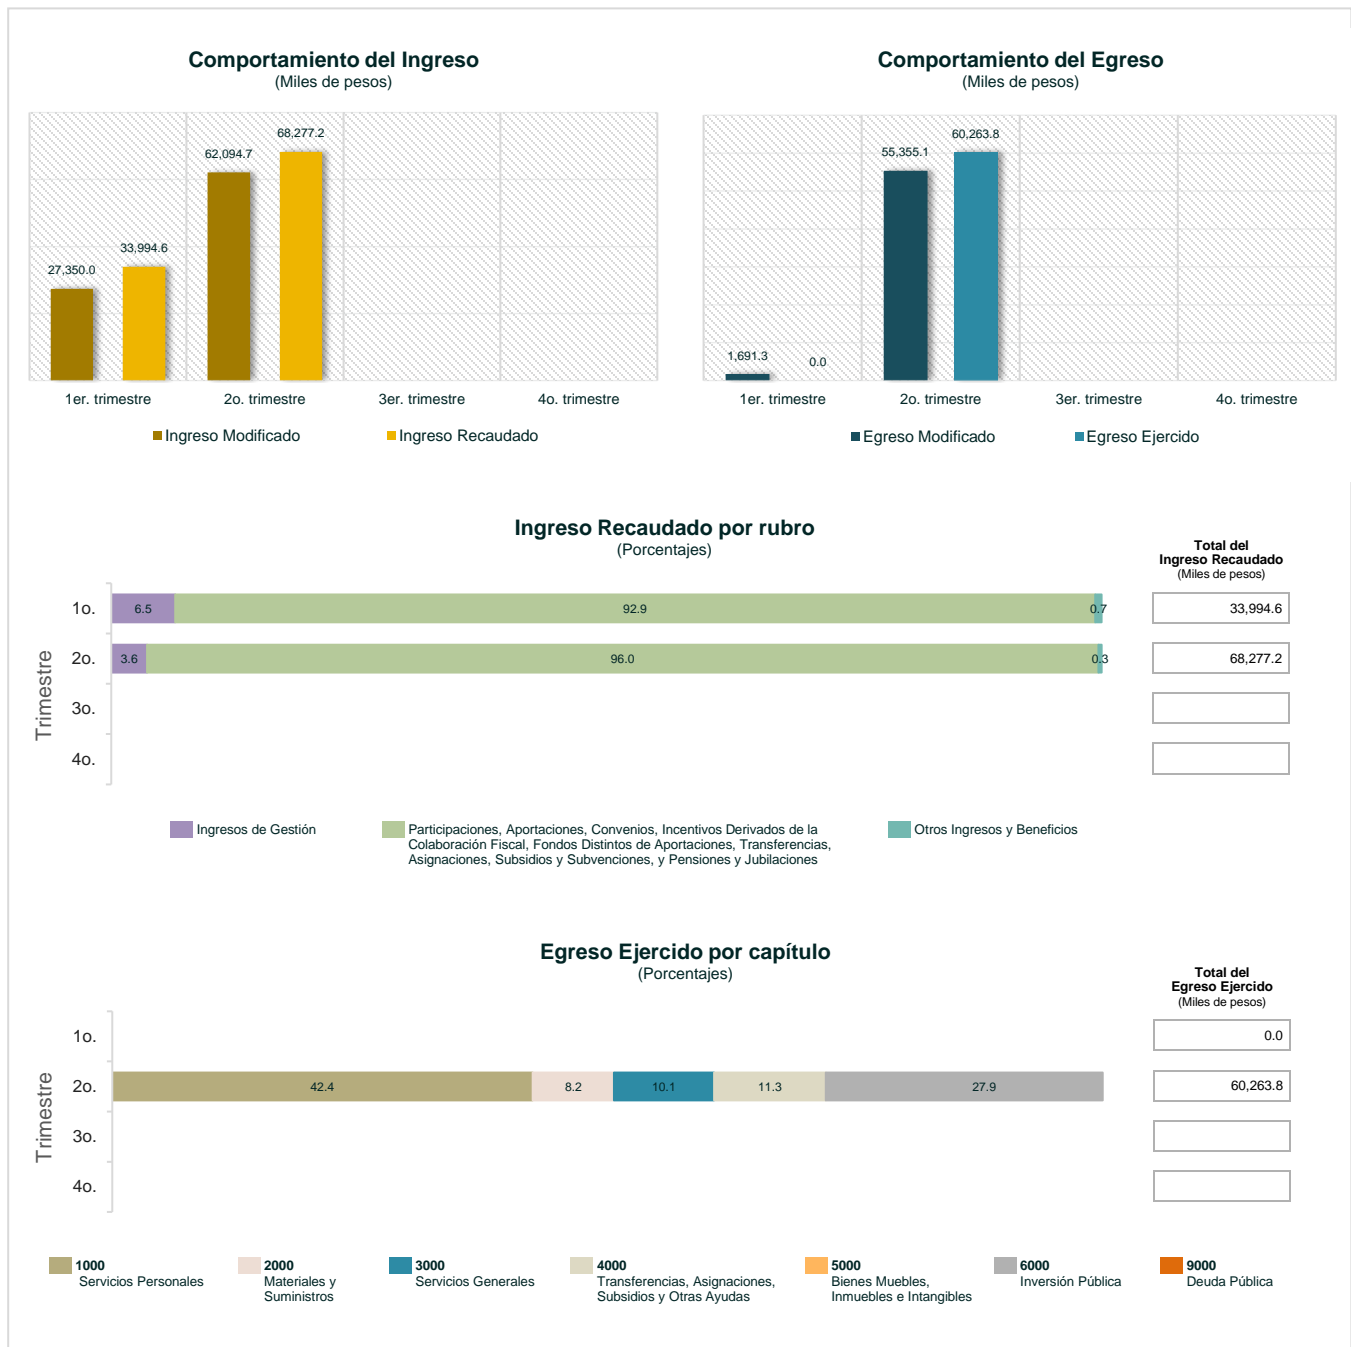 Comportamiento del Ingreso
(Miles de pesos)
68,277.2
62,094.7
33,994.6
27,350.0
1er. trimestre 2o. trimestre 3er. trimestre 4o. trimestre
Ingreso Modificado Ingreso Recaudado
Comportamiento del Egreso
(Miles de pesos)
60,263.8
55,355.1
1,691.3 0.0
1er. trimestre 2o. trimestre 3er. trimestre 4o. trimestre
Egreso Modificado Egreso Ejercido
Ingreso Recaudado por rubro
(Porcentajes)
Total del
Ingreso Recaudado
(Miles de pesos)
Trimestre
1o. 6.5 92.9 0.7 33,994.6
2o. 3.6 96.0 0.3 68,277.2
3o.
4o.
Ingresos de Gestión
Participaciones, Aportaciones, Convenios, Incentivos Derivados de la
Colaboración Fiscal, Fondos Distintos de Aportaciones, Transferencias,
Asignaciones, Subsidios y Subvenciones, y Pensiones y Jubilaciones
Otros Ingresos y Beneficios
Egreso Ejercido por capítulo
(Porcentajes)
Total del
Egreso Ejercido
(Miles de pesos)
Trimestre
1o. 0.0
2o. 42.4 8.2 10.1 11.3 27.9 60,263.8
3o.
4o.
1000
Servicios Personales
2000
Materiales y
Suministros
3000
Servicios Generales
4000
Transferencias, Asignaciones,
Subsidios y Otras Ayudas
5000
Bienes Muebles,
Inmuebles e Intangibles
6000
Inversión Pública
9000
Deuda Pública